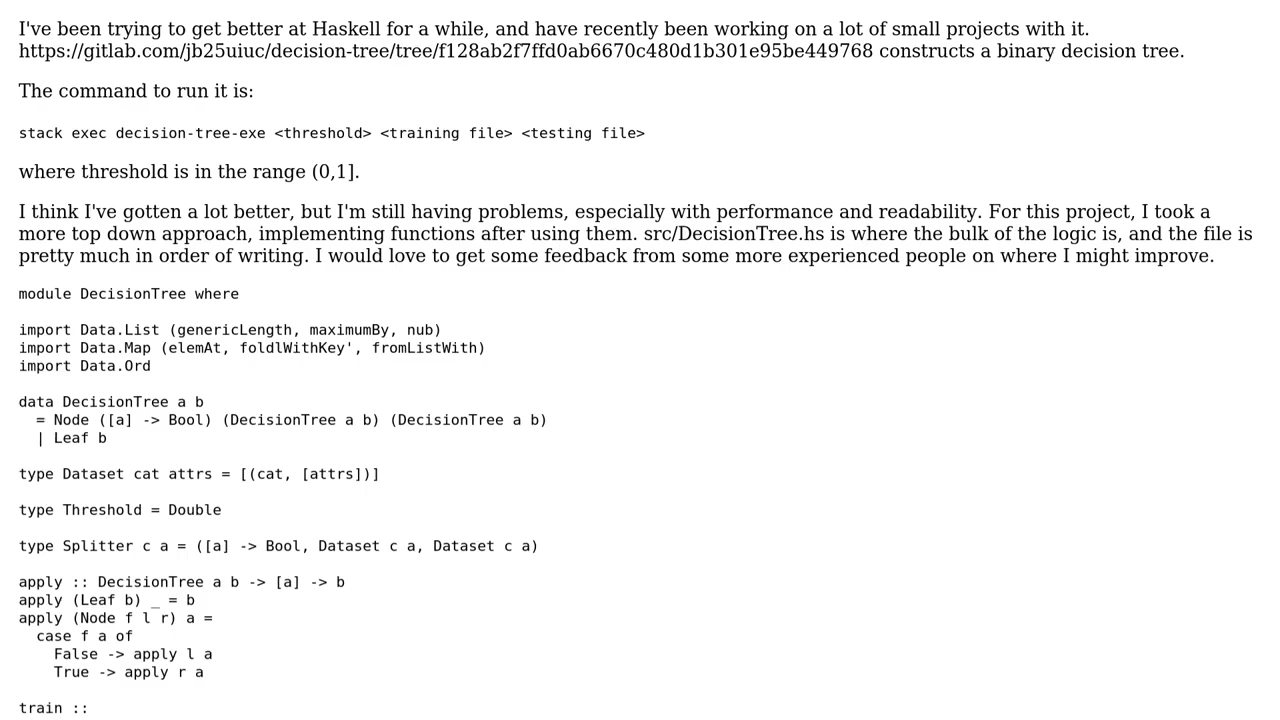 I've been trying to get better at Haskell for a while, and have recently been working on a lot of small projects with it.
https://gitlab.com/jb25uiuc/decision-tree/tree/f128ab2f7ffd0ab6670c480d1b301e95be449768 constructs a binary decision tree.
The command to run it is:
stack exec decision-tree-exe <threshold> <training file> <testing file>
where threshold is in the range (0,1].
I think I've gotten a lot better, but I'm still having problems, especially with performance and readability. For this project, I took a
more top down approach, implementing functions after using them. src/DecisionTree.hs is where the bulk of the logic is, and the file is
pretty much in order of writing. I would love to get some feedback from some more experienced people on where I might improve.
module DecisionTree where
import Data.List (genericLength, maximumBy, nub)
import Data.Map (elemAt, foldlWithKey', fromListWith)
import Data.Ord
data DecisionTree a b
  = Node ([a] -> Bool) (DecisionTree a b) (DecisionTree a b)
  | Leaf b
type Dataset cat attrs = [(cat, [attrs])]
type Threshold = Double
type Splitter c a = ([a] -> Bool, Dataset c a, Dataset c a)
apply :: DecisionTree a b -> [a] -> b
apply (Leaf b) _ = b
apply (Node f l r) a =
  case f a of
    False -> apply l a
    True -> apply r a
train ::